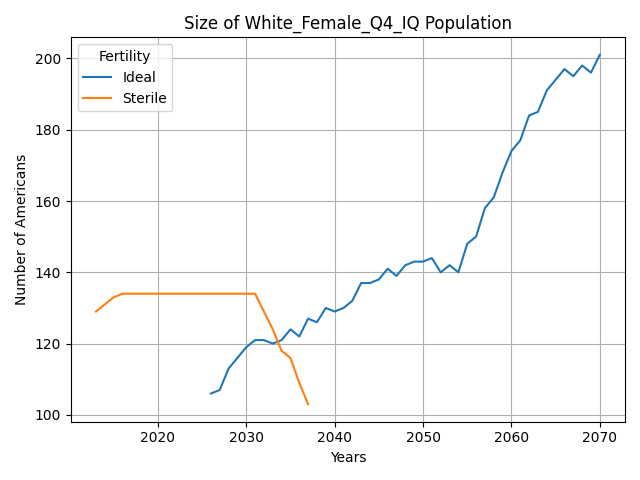 Size of White_Female_Q4_IQ Population
Fertility
Ideal
Sterile
Number of Americans
200
180
160
140
120
100
2020 2030 2040 2050 2060 2070
Years